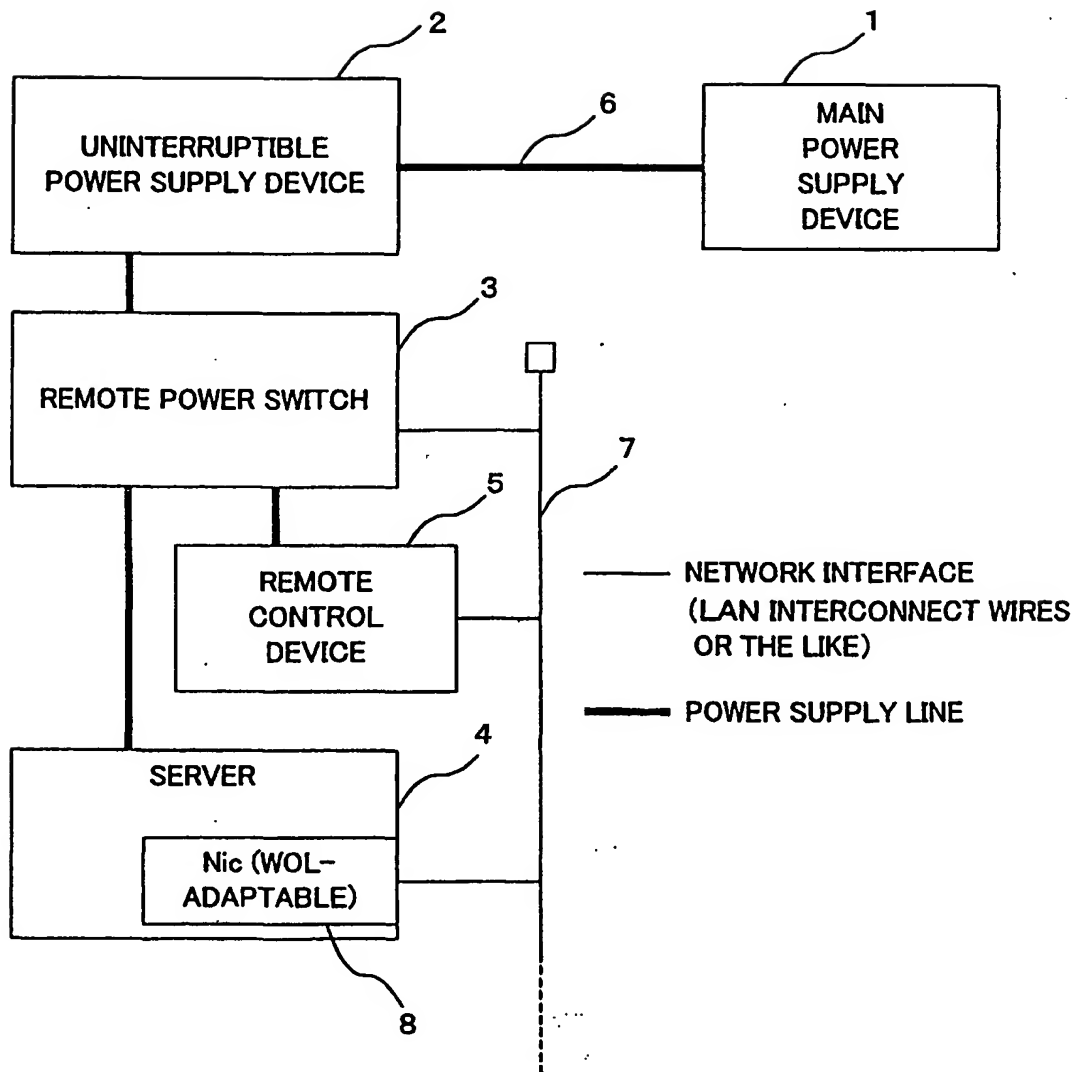 2
1
UNINTERRUPTIBLE
POWER SUPPLY DEVICE
6
MAIN
POWER
SUPPLY
DEVICE
3
REMOTE POWER SWITCH
7
5
REMOTE
CONTROL
DEVICE
NETWORK INTERFACE
(LAN INTERCONNECT WIRES
OR THE LIKE)
POWER SUPPLY LINE
4
SERVER
Nic (WOL-
ADAPTABLE)
8